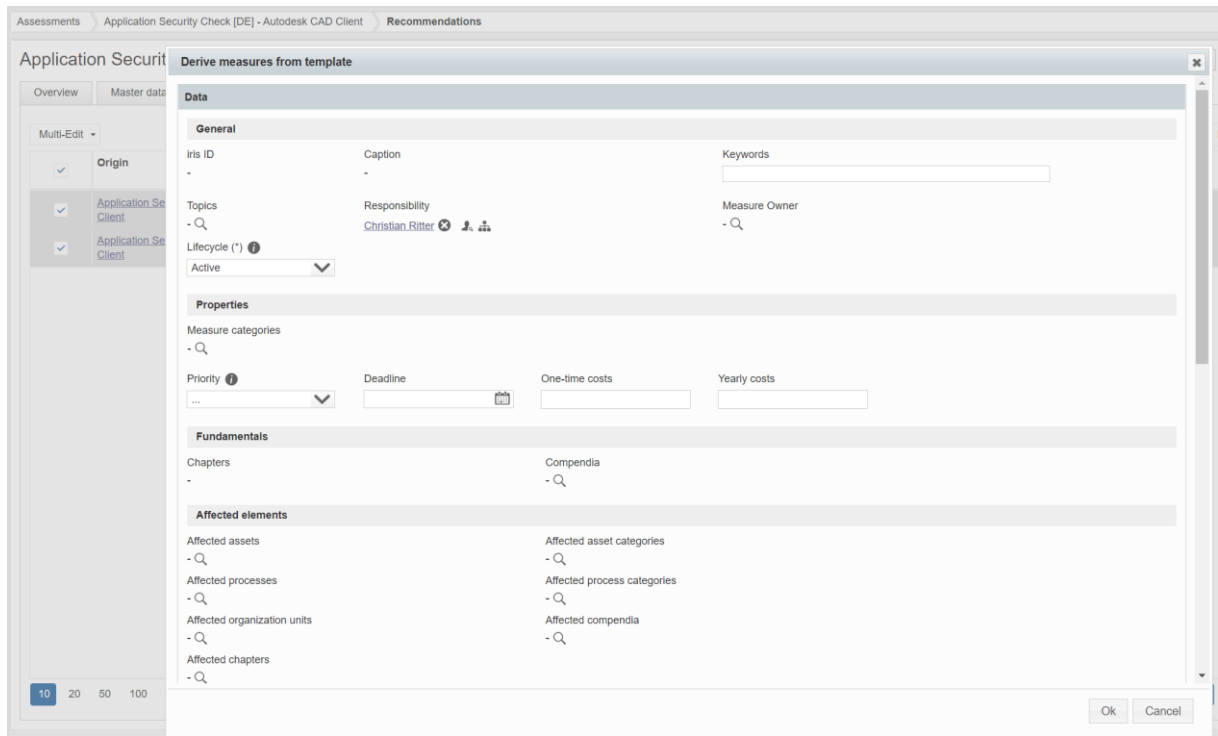 Assessments Application Security Check [DE] - Autodesk CAD Client Recommendations
Application Securit
Derive measures from template
Overview Master data
Data
Multi-Edit
General
Origin
iris ID Caption Keywords
- -
Application Se
Client
Topics Responsibility Measure Owner
- Christian Ritter -
Application Se
Client
Lifecycle (*)
Active
Properties
Measure categories
-
Priority Deadline One-time costs Yearly costs
...
Fundamentals
Chapters Compendia
- -
Affected elements
Affected assets Affected asset categories
- -
Affected processes Affected process categories
- -
Affected organization units Affected compendia
- -
Affected chapters
-
10 20 50 100
Ok Cancel